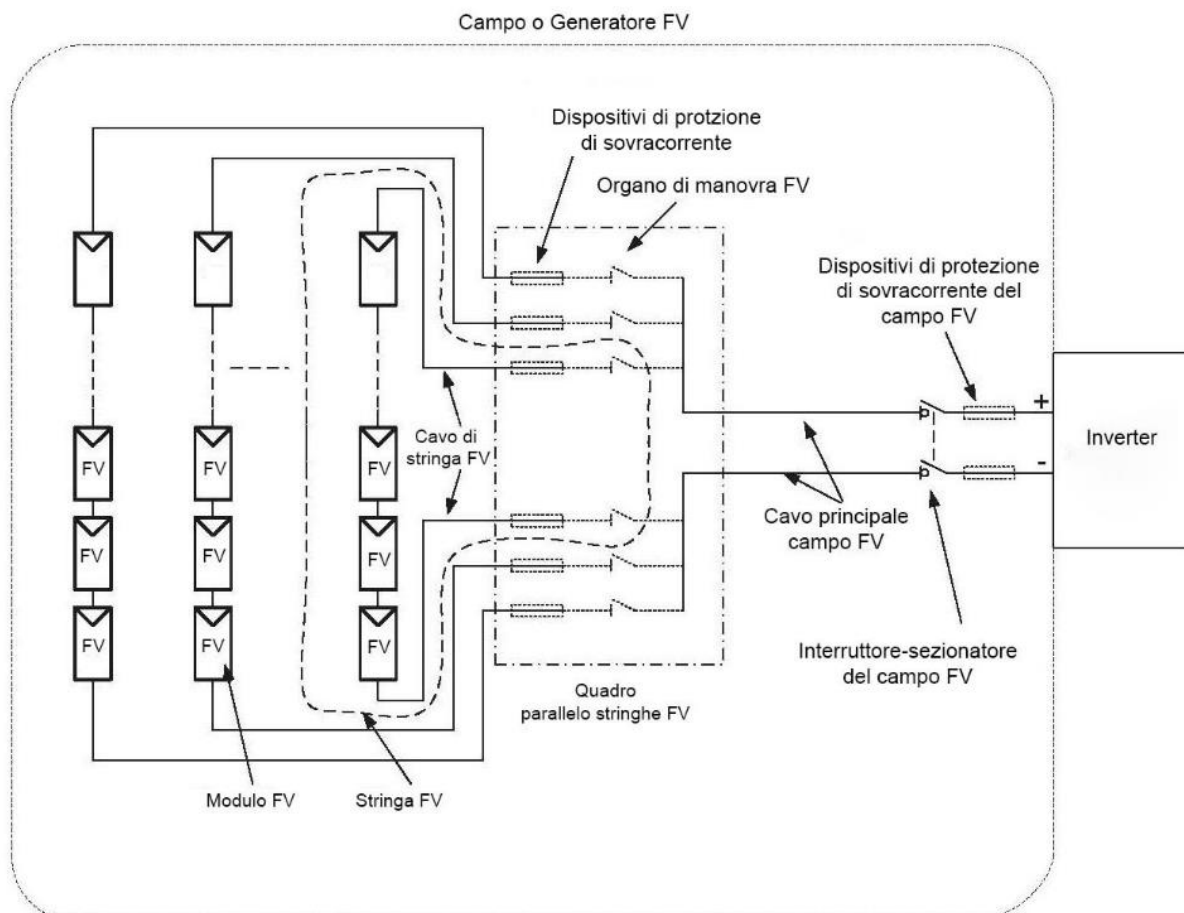 Campo o Generatore FV
Dispositivi di protzione
di sovracorrente
Organo di manovra FV
Dispositivi di protezione
di sovracorrente del
campo FV
+
Inverter
-
Cavo di
stringa FV
FV
FV
FV
FV
FV
FV
FV
FV
FV
Cavo principale
campo FV
Interruttore-sezionatore
del campo FV
Quadro
parallelo stringhe FV
Modulo FV
Stringa FV